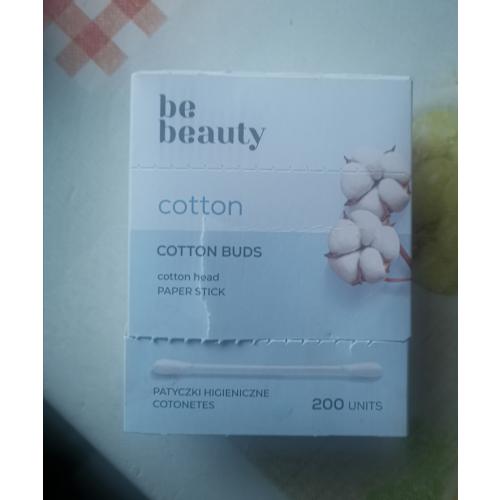 be
beauty
cotton
COTTON BUDS
cotton head
PAPER STICK
PATYCZKI HIGIENICZNE
COTONETES
200 UNITS